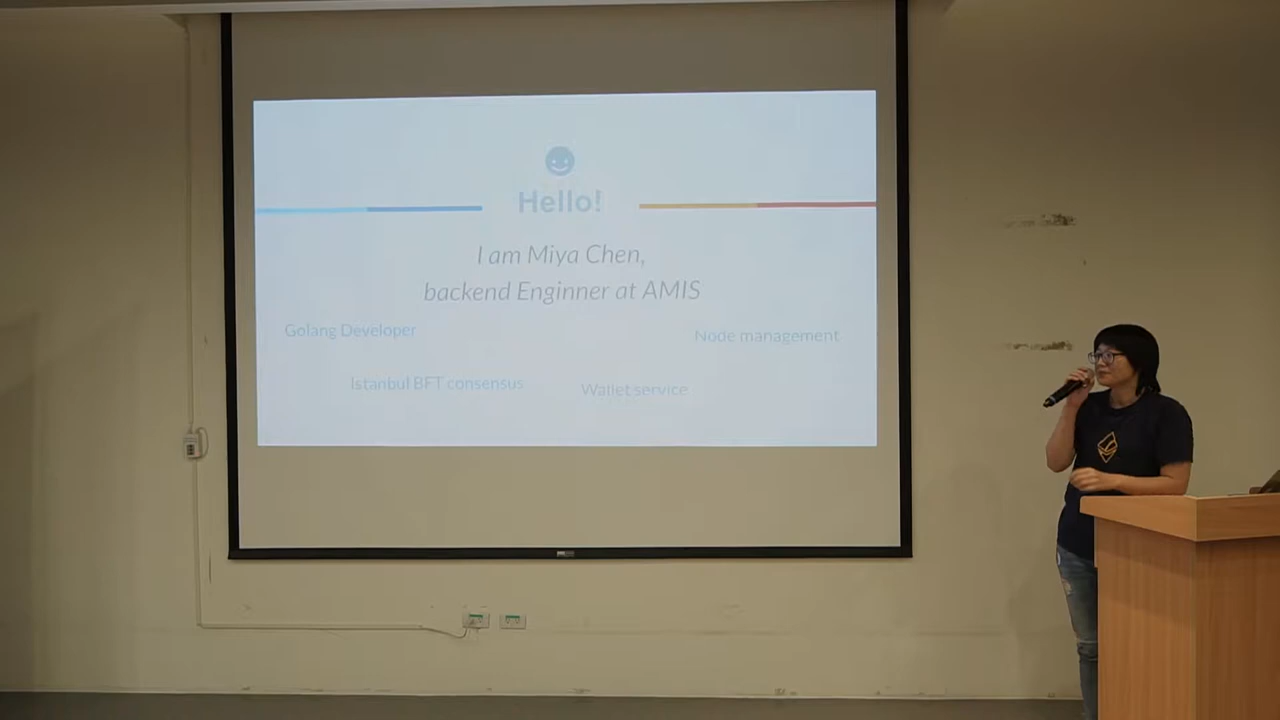 Hello!
I am Miya Chen,
backend Enginner at AMIS
Golang Developer
Node management
Istanbul BFT consensus
Wallet service